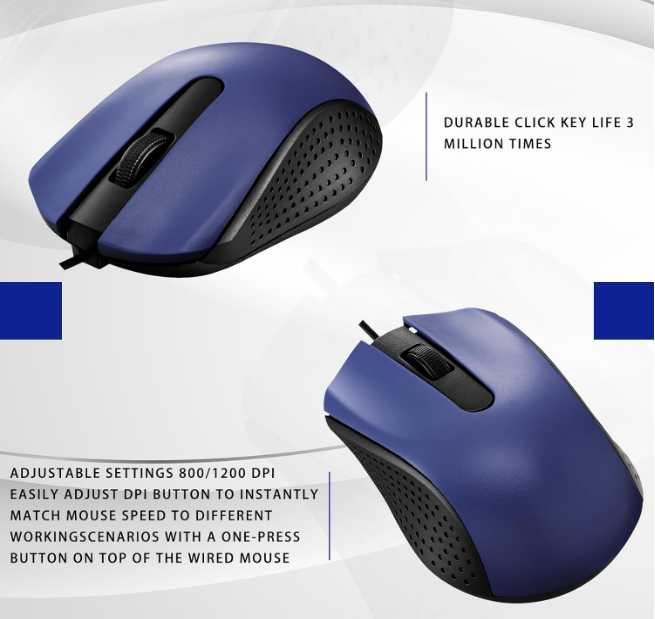 DURABLE CLICK KEY LIFE 3
MILLION TIMES
ADJUSTABLE SETTINGS 800/1200 DPI
EASILY ADJUST DPI BUTTON TO INSTANTLY
MATCH MOUSE SPEED TO DIFFERENT
WORKINGSCENARIOS WITH A ONE-PRESS
BUTTON ON TOP OF THE WIRED MOUSE